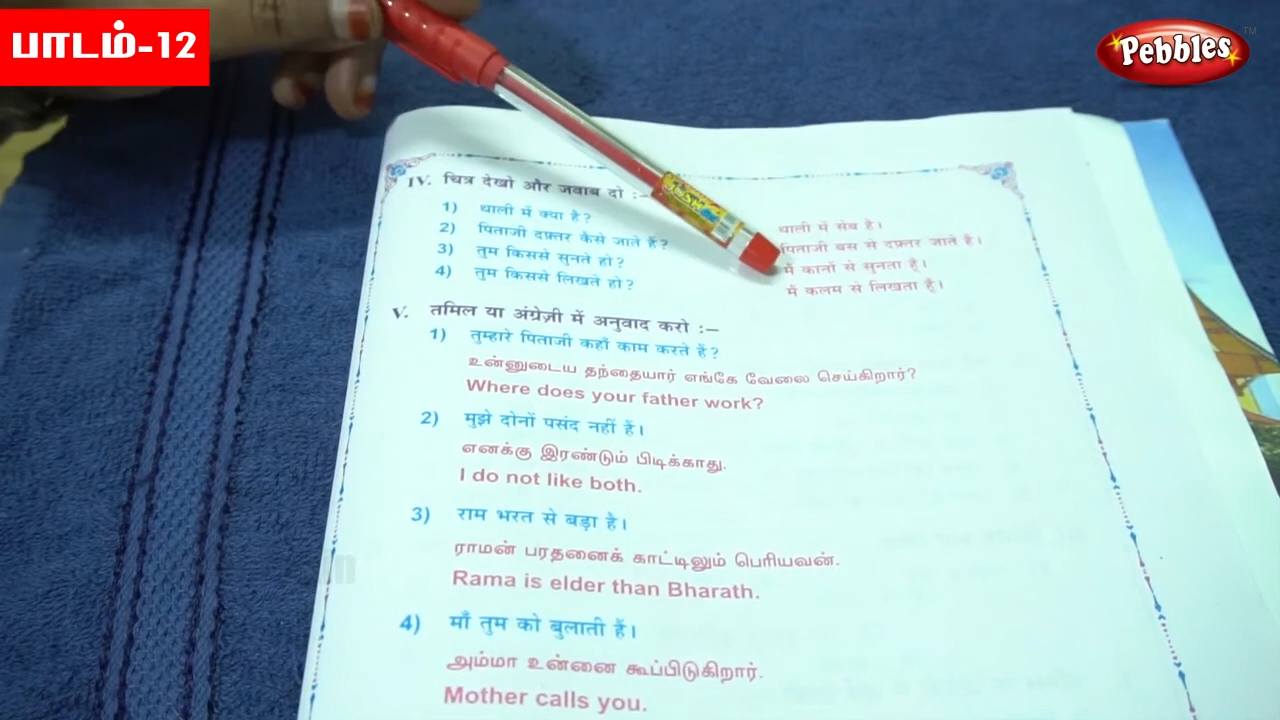 பாடம்-12
Pebbles TM
IV. चित्र देखो और जवाब दो :-
1) थाली में क्या है? थाली में सेब है।
2) पिताजी दफ़्तर कैसे जाते हैं? पिताजी बस से दफ़्तर जाते हैं।
3) तुम किससे सुनते हो? मैं कानों से सुनता हूँ।
4) तुम किससे लिखते हो? मैं कलम से लिखता हूँ।
V. तमिल या अंग्रेज़ी में अनुवाद करो :-
1) तुम्हारे पिताजी कहाँ काम करते हैं?
உன்னுடைய தந்தையார் எங்கே வேலை செய்கிறார்?
Where does your father work?
2) मुझे दोनों पसंद नहीं हैं।
எனக்கு இரண்டும் பிடிக்காது.
I do not like both.
3) राम भरत से बड़ा है।
ராமன் பரதனைக் காட்டிலும் பெரியவன்.
Rama is elder than Bharath.
4) माँ तुम को बुलाती हैं।
அம்மா உன்னை கூப்பிடுகிறார்.
Mother calls you.